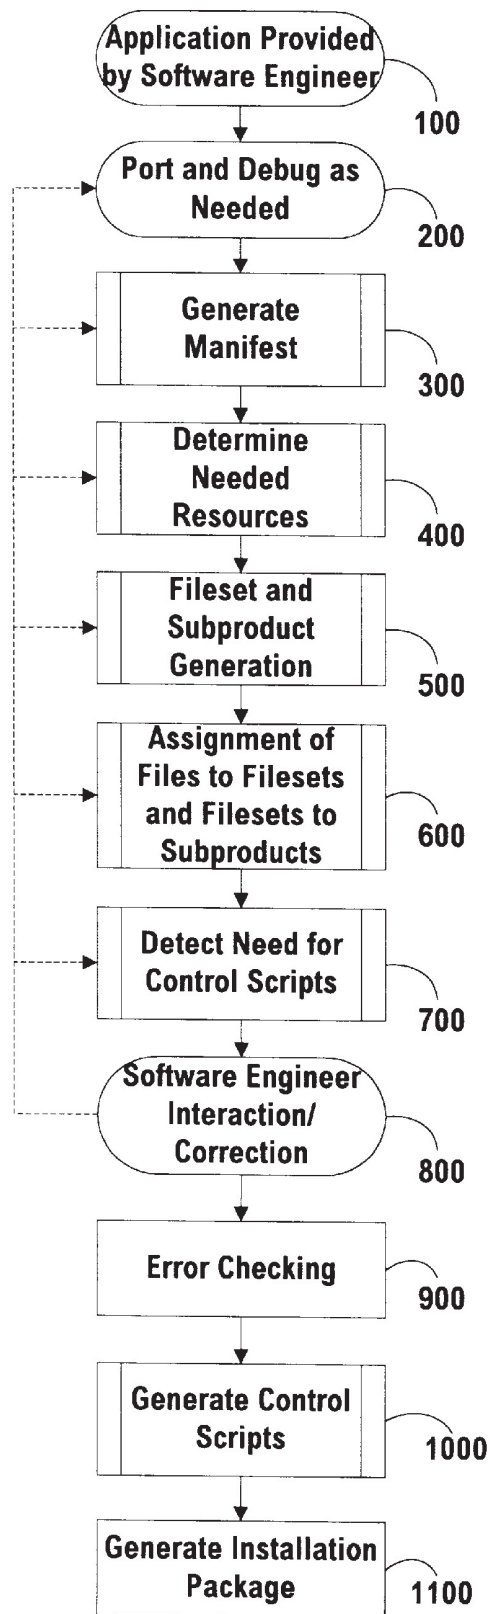 Application Provided
by Software Engineer
100
Port and Debug as
Needed
200
Generate
Manifest
300
Determine
Needed
Resources
400
Fileset and
Subproduct
Generation
500
Assignment of
Files to Filesets
and Filesets to
Subproducts
600
Detect Need for
Control Scripts
700
Software Engineer
Interaction/
Correction
800
Error Checking
900
Generate Control
Scripts
1000
Generate Installation
Package
1100